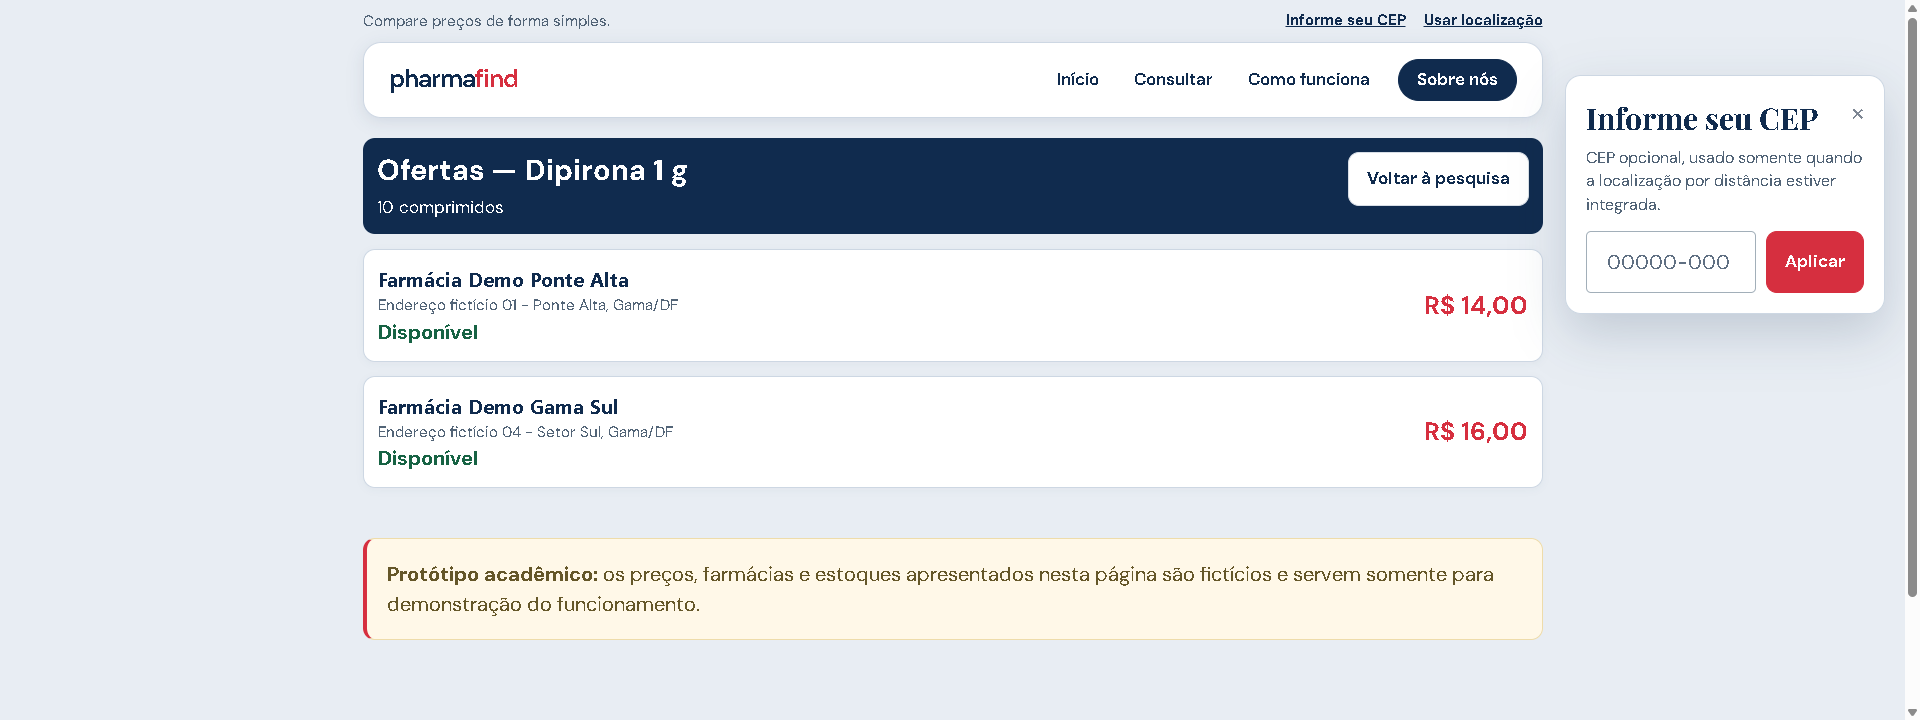 Compare preços de forma simples.
Informe seu CEP
Usar localização
pharmafind
Início
Consultar
Como funciona
Sobre nós
Ofertas — Dipirona 1 g
10 comprimidos
Voltar à pesquisa
Farmácia Demo Ponte Alta
Endereço fictício 01 - Ponte Alta, Gama/DF
Disponível
R$ 14,00
Farmácia Demo Gama Sul
Endereço fictício 04 - Setor Sul, Gama/DF
Disponível
R$ 16,00
Protótipo acadêmico: os preços, farmácias e estoques apresentados nesta página são fictícios e servem somente para
demonstração do funcionamento.
Informe seu CEP
×
CEP opcional, usado somente quando
a localização por distância estiver
integrada.
00000-000
Aplicar